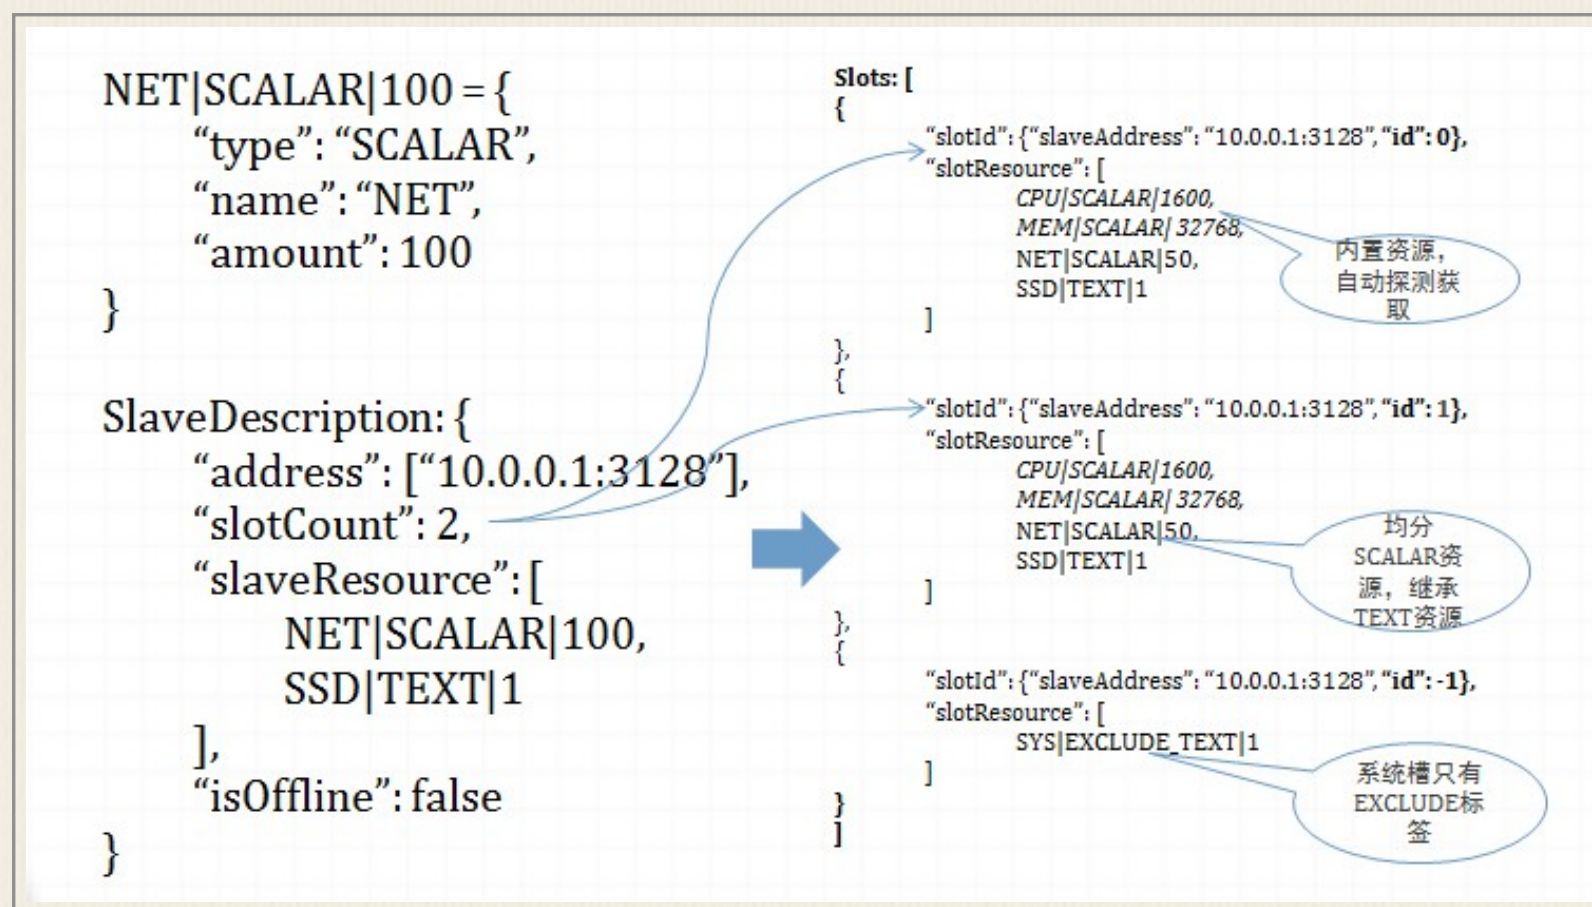 NET|SCALAR|100 = {
“type”: “SCALAR”,
“name”: “NET”,
“amount”: 100
}
SlaveDescription: {
“address”: [“10.0.0.1:3128”],
“slotCount”: 2,
“slaveResource”: [
NET|SCALAR|100,
SSD|TEXT|1
],
“isOffline”: false
}
Slots: [
{
“slotId”: {“slaveAddress”: “10.0.0.1:3128”, “id”: 0},
“slotResource”: [
CPU|SCALAR|1600,
MEM|SCALAR| 32768,
NET|SCALAR|50,
SSD|TEXT|1
]
},
{
“slotId”: {“slaveAddress”: “10.0.0.1:3128”, “id”: 1},
“slotResource”: [
CPU|SCALAR|1600,
MEM|SCALAR| 32768,
NET|SCALAR|50,
SSD|TEXT|1
]
},
{
“slotId”: {“slaveAddress”: “10.0.0.1:3128”, “id”: -1},
“slotResource”: [
SYS|EXCLUDE_TEXT|1
]
}
]
内置资源，
自动探测获
取
均分
SCALAR资
源，继承
TEXT资源
系统槽只有
EXCLUDE标
签